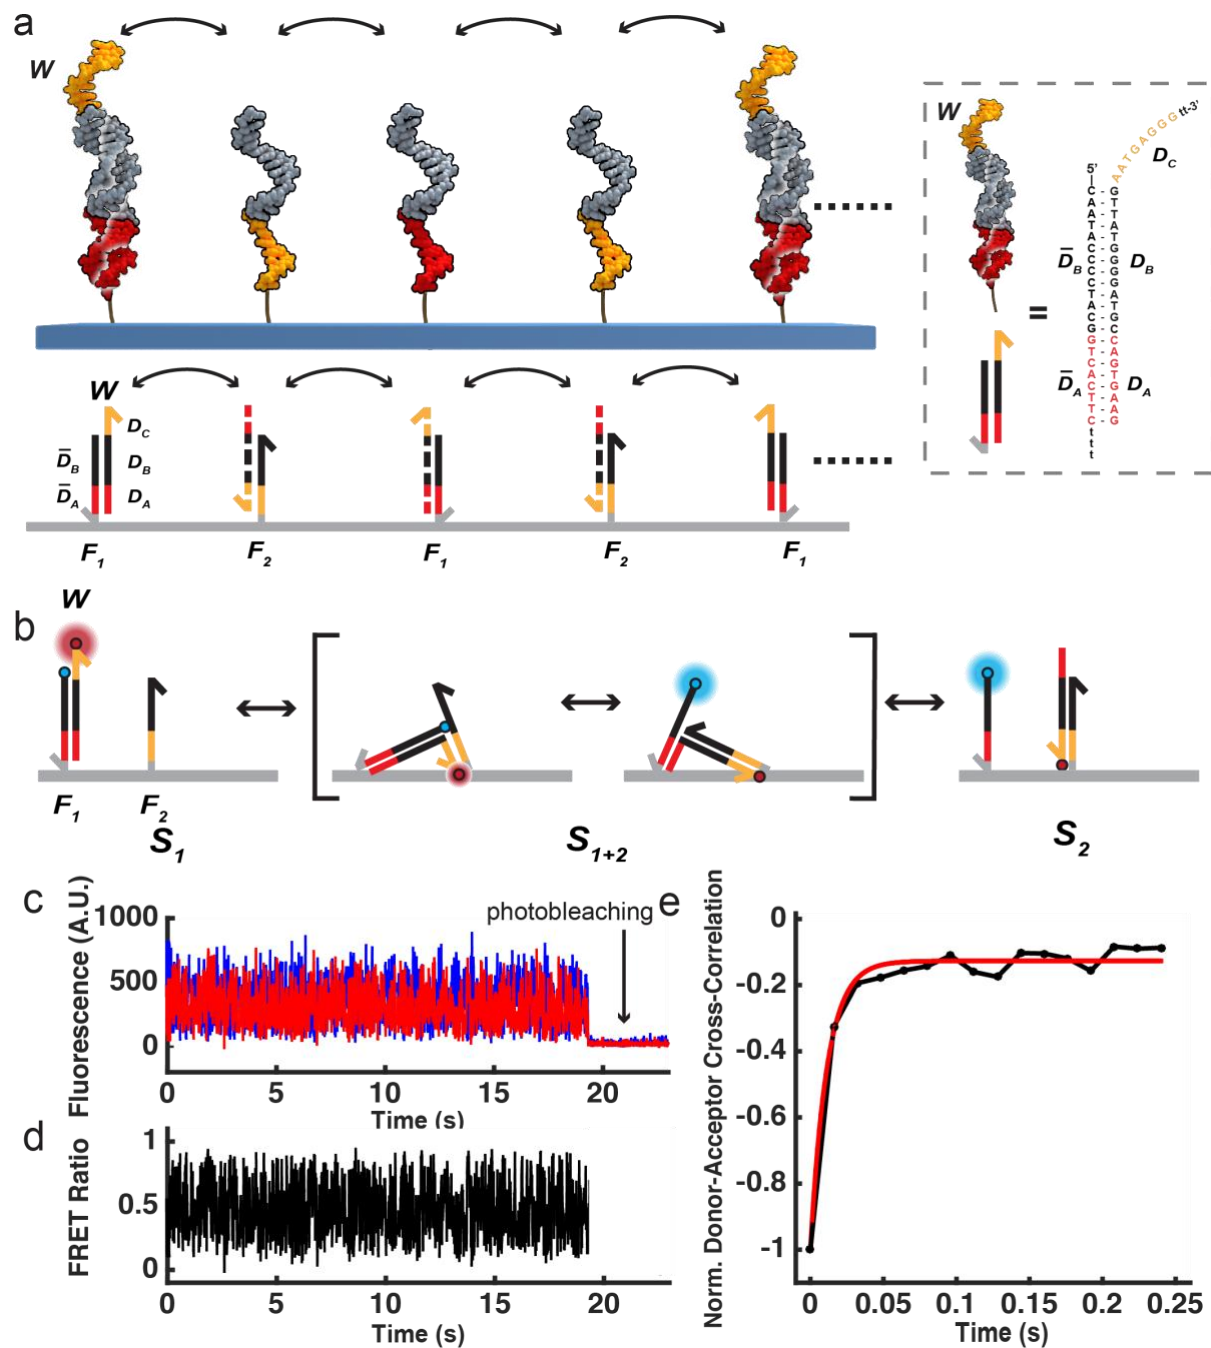 a
W
W
D_C
D̅_B D_B
D̅_A D_A
F_1 F_2 F_1 F_2 F_1
W
=
5'
C A A T A C C C C T A C G G T C A C T T C t t t
G T T A T G G G G A T G C C A G T G A A G
A A T G A G G G tt-3'
D_C
D̅_B D_B
D̅_A D_A
b
W
F_1 F_2
S_1 S_1+2 S_2
c
Fluorescence (A.U.)
1000
500
0
photobleaching
0 5 10 15 20
Time (s)
d
FRET Ratio
1
0.5
0
0 5 10 15 20
Time (s)
e
Norm. Donor-Acceptor Cross-Correlation
0
-0.2
-0.4
-0.6
-0.8
-1
0 0.05 0.1 0.15 0.2 0.25
Time (s)